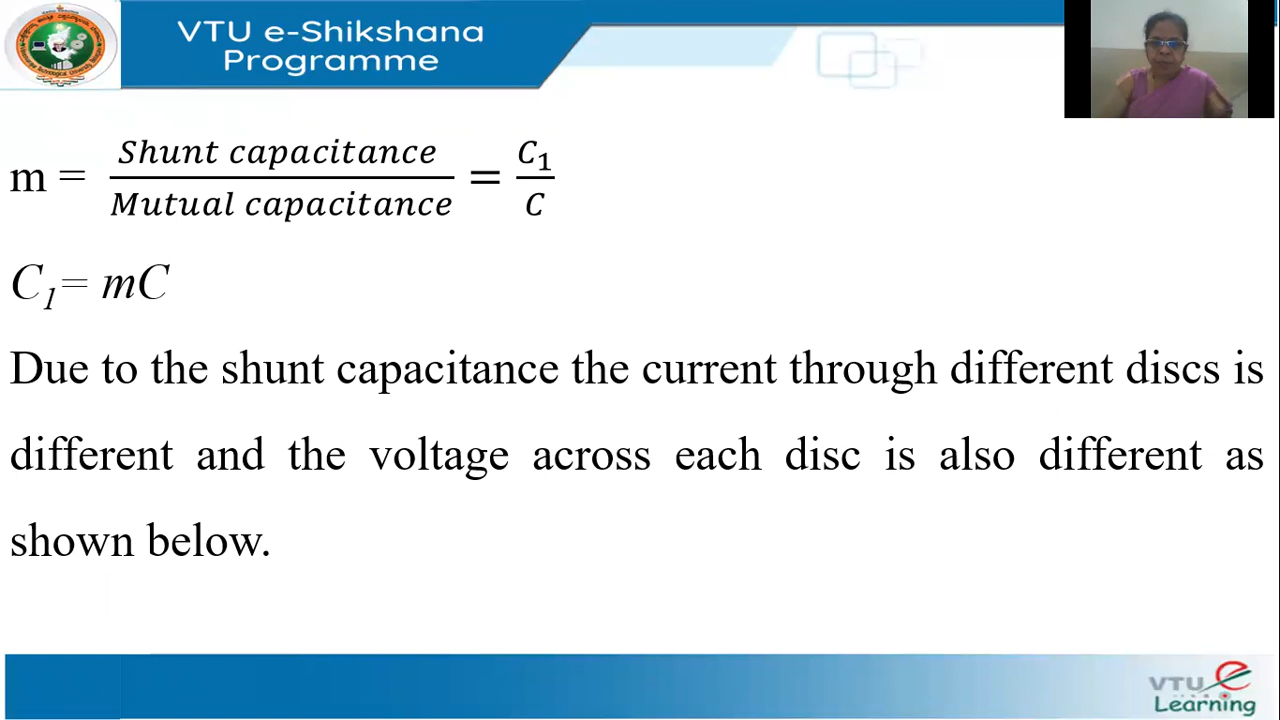 VTU e-Shikshana
Programme
m = Shunt capacitance / Mutual capacitance = C₁ / C
C₁= mC
Due to the shunt capacitance the current through different discs is
different and the voltage across each disc is also different as
shown below.
VTU e
Learning